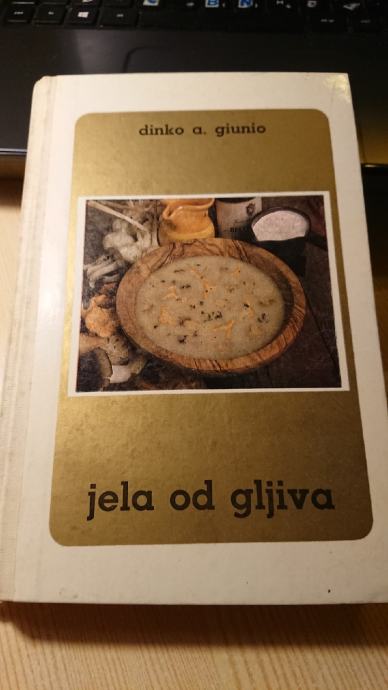 dinko a. giunio
jela od gljiva